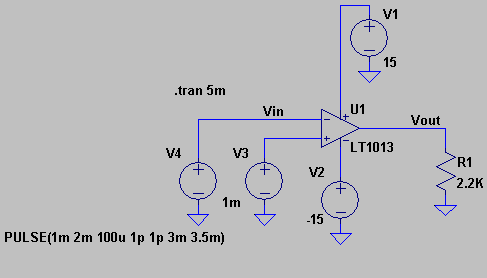 V1
15
.tran 5m
Vin
U1
Vout
LT1013
V4
V3
V2
R1
2.2K
1m
-15
PULSE(1m 2m 100u 1p 1p 3m 3.5m)